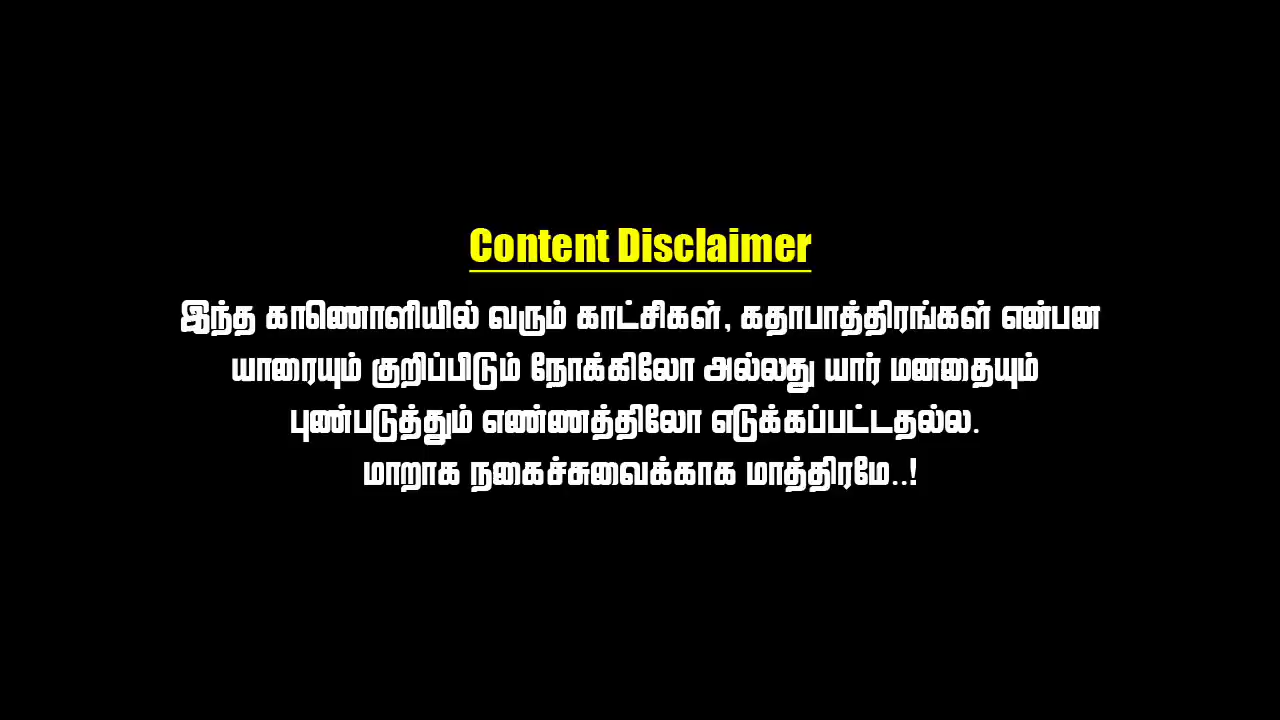 Content Disclaimer
இந்த காணொளியில் வரும் காட்சிகள், கதாபாத்திரங்கள் என்பன
யாரையும் குறிப்பிடும் நோக்கிலோ அல்லது யார் மனதையும்
புண்படுத்தும் எண்ணத்திலோ எடுக்கப்பட்டதல்ல.
மாறாக நகைச்சுவைக்காக மாத்திரமே..!